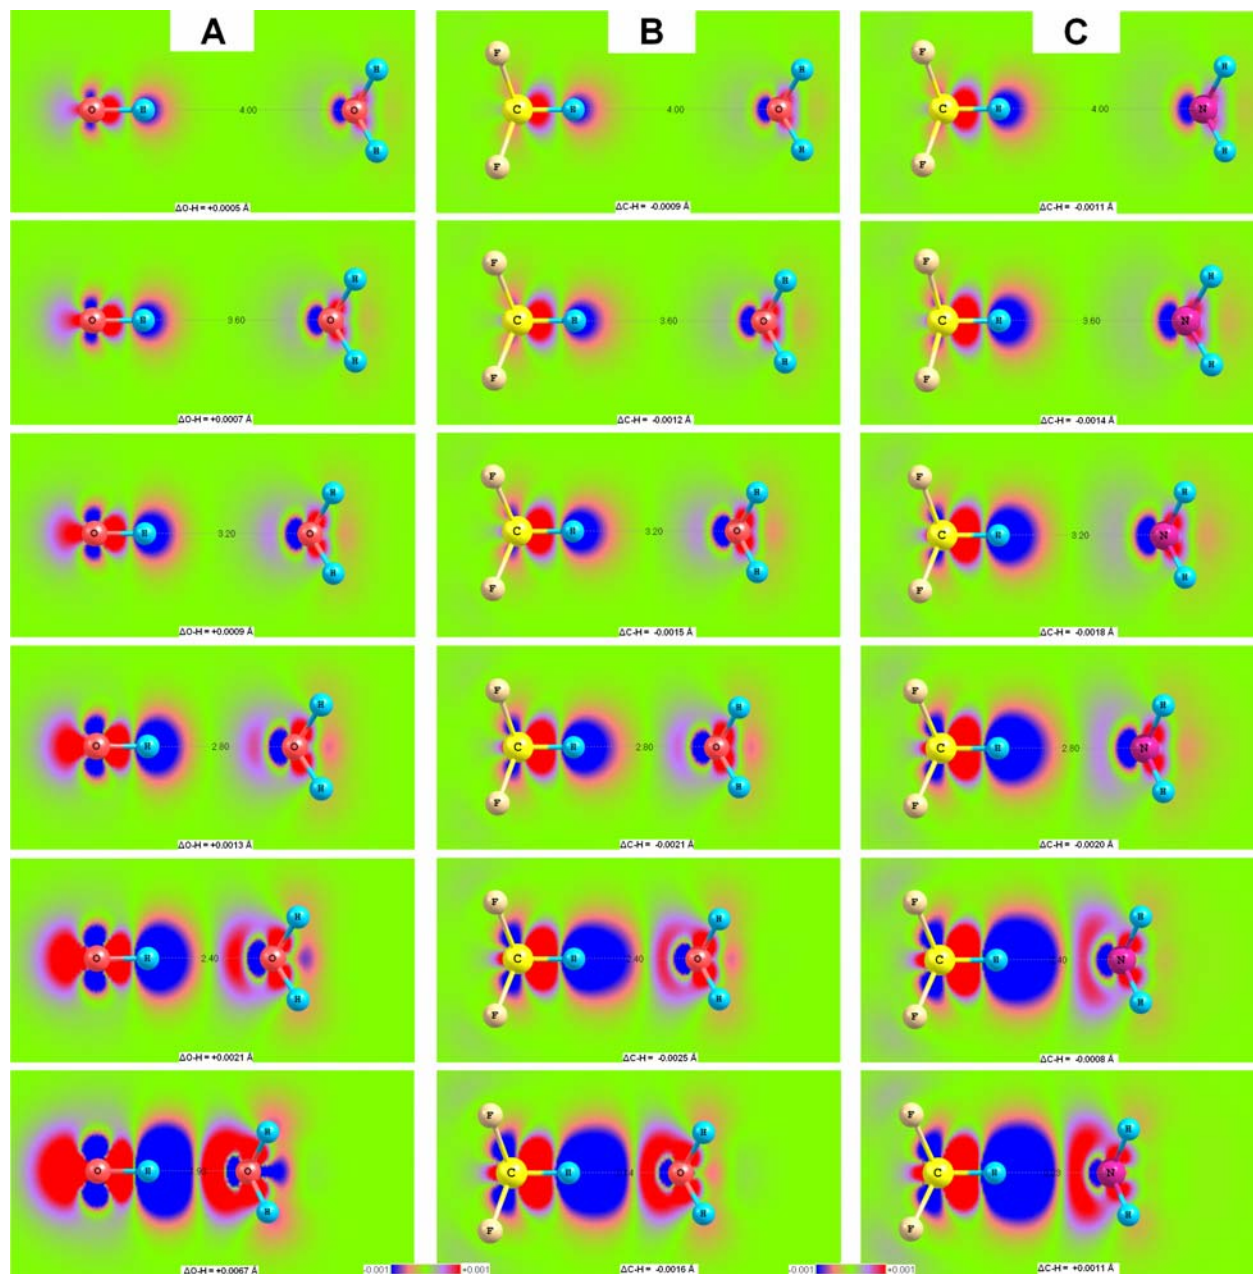 A B C
H F H F H
O H 4.00 O C H 4.00 O C H 4.00 N
H F H F H
ΔO-H = +0.0005 Å ΔC-H = -0.0009 Å ΔC-H = -0.0011 Å
H F H F H
O H 3.60 O C H 3.60 O C H 3.60 N
H F H F H
ΔO-H = +0.0007 Å ΔC-H = -0.0012 Å ΔC-H = -0.0014 Å
H F H F H
O H 3.20 O C H 3.20 O C H 3.20 N
H F H F H
ΔO-H = +0.0009 Å ΔC-H = -0.0015 Å ΔC-H = -0.0018 Å
H F H F H
O H 2.80 O C H 2.80 O C H 2.80 N
H F H F H
ΔO-H = +0.0013 Å ΔC-H = -0.0021 Å ΔC-H = -0.0020 Å
H F H F H
O H 2.40 O C H 2.40 O C H N
H F H F H
ΔO-H = +0.0021 Å ΔC-H = -0.0025 Å ΔC-H = -0.0008 Å
H F H F H
O H O C H O C H N
H F H F H
ΔO-H = +0.0067 Å -0.001 +0.001 ΔC-H = -0.0016 Å -0.001 +0.001 ΔC-H = +0.0011 Å